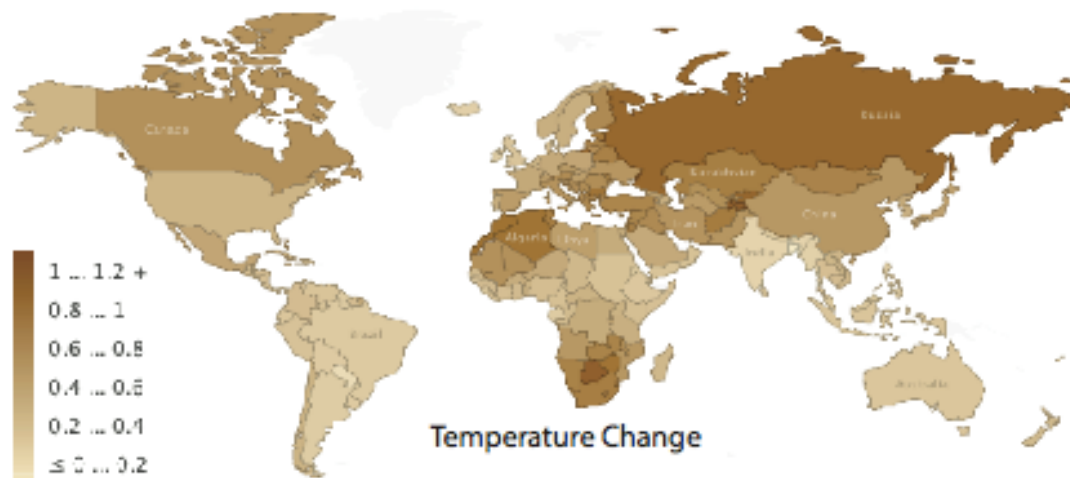 Canada
Russia
Kazakhstan
China
Iran
Algeria
Libya
India
Brazil
Australia
1 ... 1.2 +
0.8 ... 1
0.6 ... 0.8
0.4 ... 0.6
0.2 ... 0.4
≤ 0 ... 0.2
Temperature Change